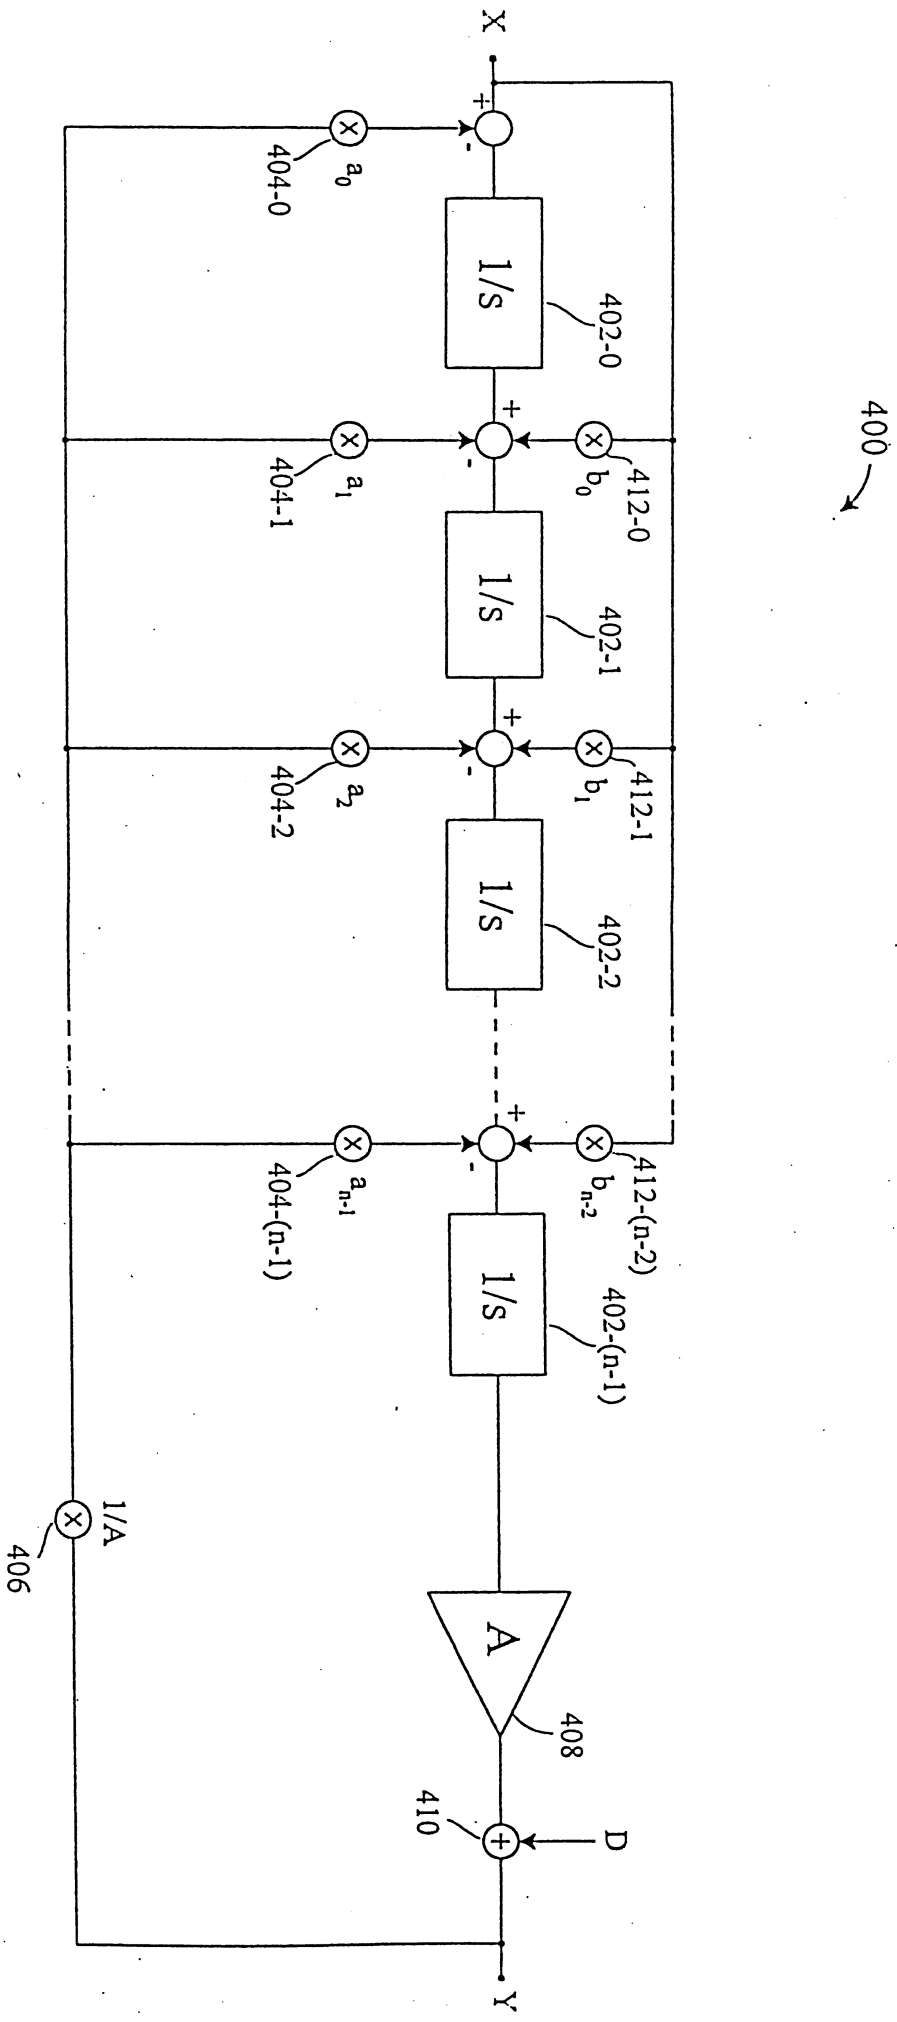 400
402-0
402-1
402-2
402-(n-1)
412-0
412-1
412-(n-2)
b0
b1
bn-2
X
+
-
1/s
+
-
1/s
+
-
1/s
+
-
1/s
A
408
D
+
410
Y
X
a0
404-0
X
a1
404-1
X
a2
404-2
X
an-1
404-(n-1)
X
X
X
1/A
X
406